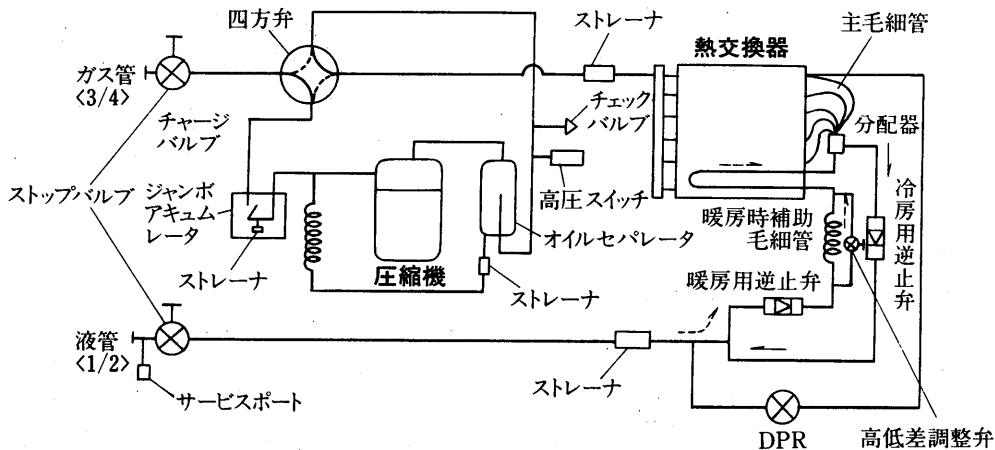 四方弁
ストレーナ
主毛細管
熱交換器
ガス管
<3/4>
チャージ
バルブ
チェック
バルブ
分配器
ストップバルブ
ジャンボ
アキュムレータ
高圧スイッチ
冷房用逆止弁
オイルセパレータ
暖房時補助
毛細管
ストレーナ
圧縮機
ストレーナ
暖房用逆止弁
液管
<1/2>
ストレーナ
サービスポート
DPR
高低差調整弁